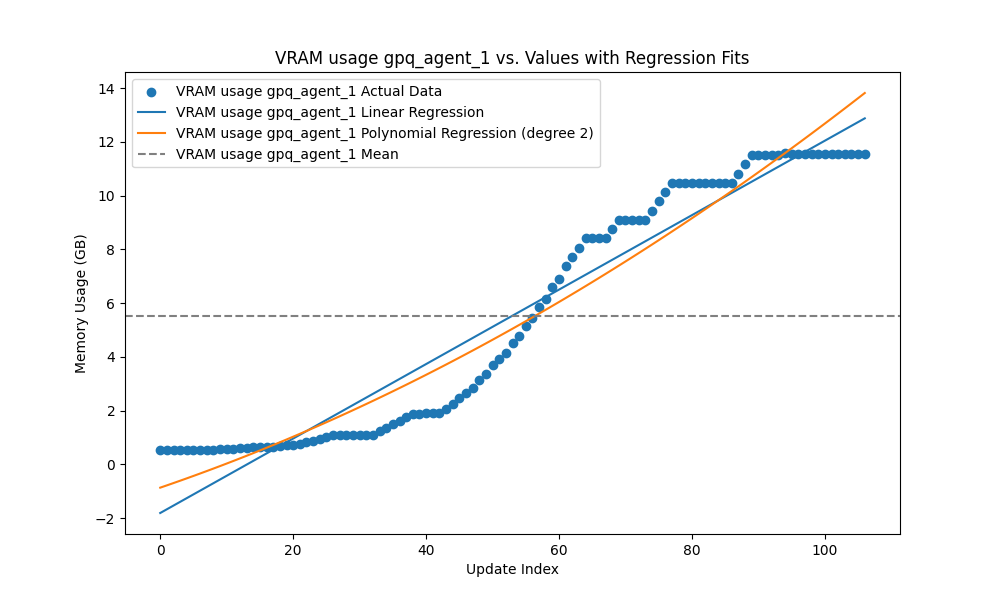 VRAM usage gpq_agent_1 vs. Values with Regression Fits
VRAM usage gpq_agent_1 Actual Data
VRAM usage gpq_agent_1 Linear Regression
VRAM usage gpq_agent_1 Polynomial Regression (degree 2)
VRAM usage gpq_agent_1 Mean
Memory Usage (GB)
14
12
10
8
6
4
2
0
−2
0 20 40 60 80 100
Update Index